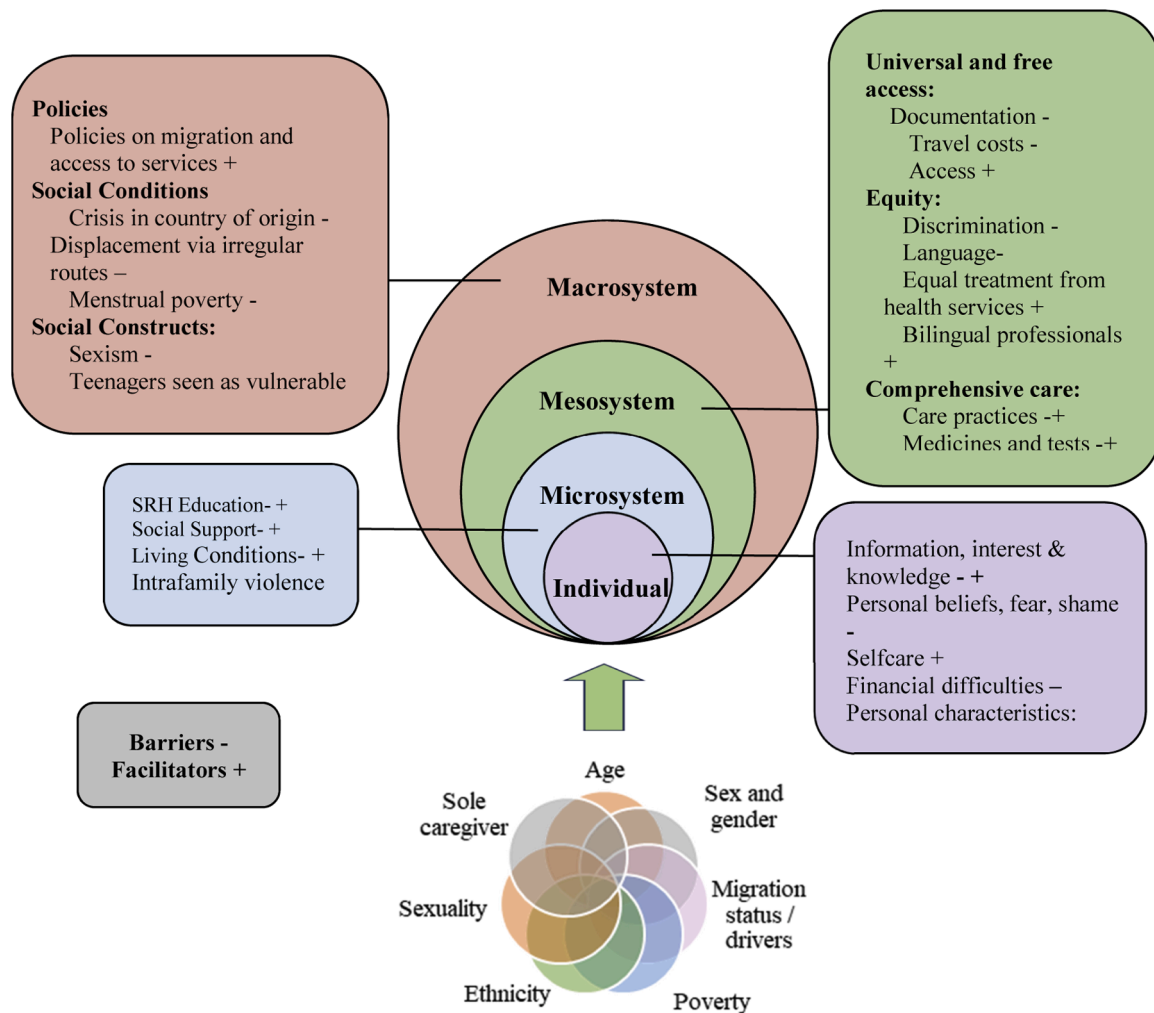 Policies
Policies on migration and
access to services +
Social Conditions
Crisis in country of origin -
Displacement via irregular
routes –
Menstrual poverty -
Social Constructs:
Sexism -
Teenagers seen as vulnerable
Universal and free
access:
Documentation -
Travel costs -
Access +
Equity:
Discrimination -
Language-
Equal treatment from
health services +
Bilingual professionals
+
Comprehensive care:
Care practices -+
Medicines and tests -+
Macrosystem
Mesosystem
Microsystem
Individual
SRH Education- +
Social Support- +
Living Conditions- +
Intrafamily violence
Information, interest &
knowledge - +
Personal beliefs, fear, shame
-
Selfcare +
Financial difficulties –
Personal characteristics:
Barriers -
Facilitators +
Age
Sex and
gender
Migration
status /
drivers
Poverty
Ethnicity
Sexuality
Sole
caregiver